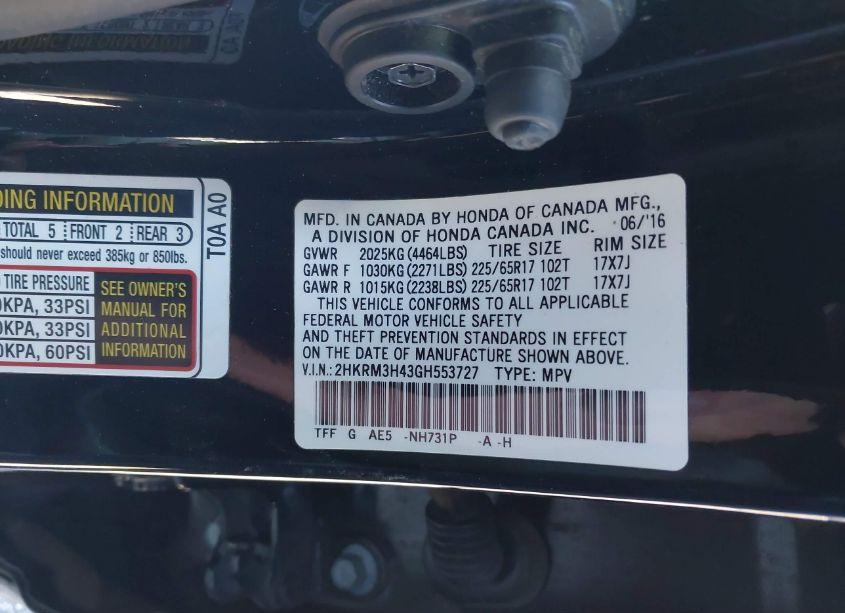 DING INFORMATION
TOTAL 5 FRONT 2 REAR 3
should never exceed 385kg or 850lbs.
TIRE PRESSURE
0KPA, 33PSI
0KPA, 33PSI
0KPA, 60PSI
SEE OWNER'S
MANUAL FOR
ADDITIONAL
INFORMATION
T0A A0
MFD. IN CANADA BY HONDA OF CANADA MFG.,
A DIVISION OF HONDA CANADA INC. 06/'16
GVWR 2025KG (4464LBS) TIRE SIZE RIM SIZE
GAWR F 1030KG (2271LBS) 225/65R17 102T 17X7J
GAWR R 1015KG (2238LBS) 225/65R17 102T 17X7J
THIS VEHICLE CONFORMS TO ALL APPLICABLE
FEDERAL MOTOR VEHICLE SAFETY
AND THEFT PREVENTION STANDARDS IN EFFECT
ON THE DATE OF MANUFACTURE SHOWN ABOVE.
V.I.N.: 2HKRM3H43GH553727 TYPE: MPV
TFF G AE5 -NH731P -A -H